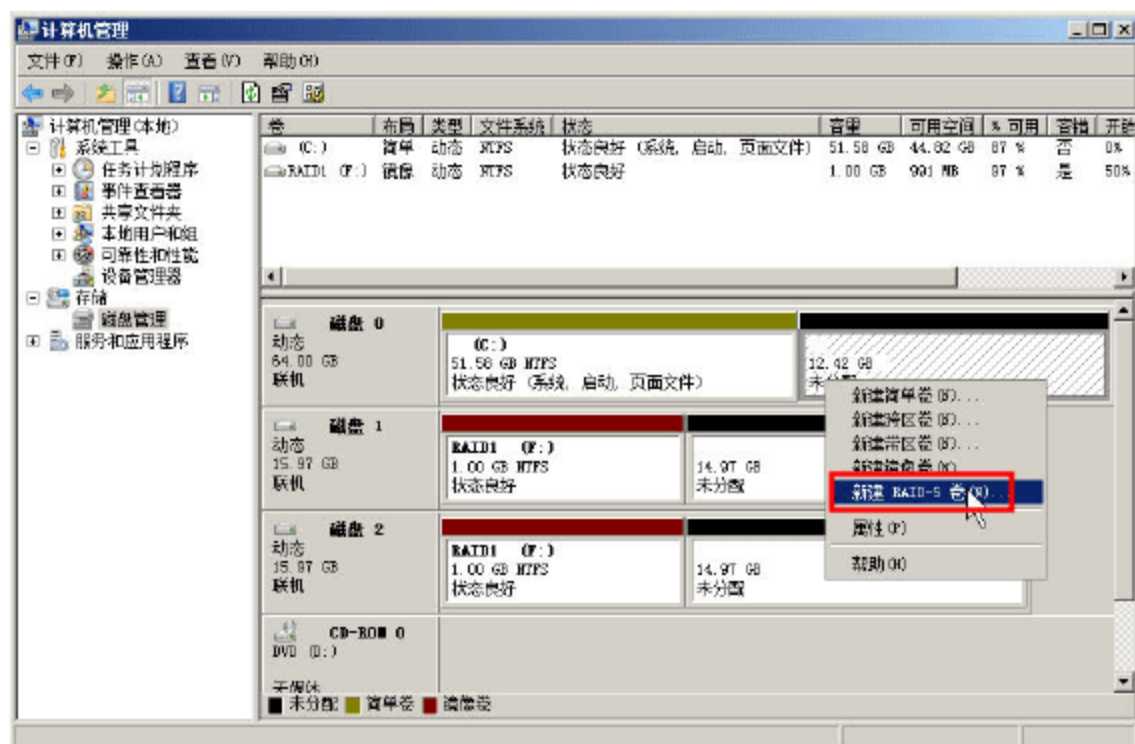 计算机管理
文件(F) 操作(A) 查看(V) 帮助(H)
计算机管理(本地)
系统工具
任务计划程序
事件查看器
共享文件夹
本地用户和组
可靠性和性能
设备管理器
存储
磁盘管理
服务和应用程序
卷 布局 类型 文件系统 状态 容量 可用空间 % 可用 容错 开销
(C:) 简单 动态 NTFS 状态良好 (系统, 启动, 页面文件) 51.58 GB 44.82 GB 87 % 否 0%
RAID1 (F:) 镜像 动态 NTFS 状态良好 1.00 GB 991 MB 97 % 是 50%
磁盘 0
动态
64.00 GB
联机
(C:)
51.58 GB NTFS
状态良好 (系统, 启动, 页面文件)
12.42 GB
未分配
磁盘 1
动态
15.97 GB
联机
RAID1 (F:)
1.00 GB NTFS
状态良好
14.97 GB
未分配
磁盘 2
动态
15.97 GB
联机
RAID1 (F:)
1.00 GB NTFS
状态良好
14.97 GB
未分配
CD-ROM 0
DVD (D:)
无媒体
新建简单卷(S)...
新建跨区卷(N)...
新建带区卷(N)...
新建镜像卷(N)...
新建 RAID-5 卷(N)...
属性(P)
帮助(H)
未分配 简单卷 镜像卷